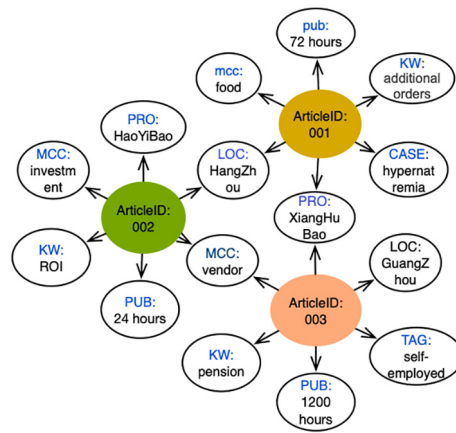 pub:
72 hours
mcc:
food
KW:
additional
orders
ArticleID:
001
PRO:
HaoYiBao
LOC:
HangZh
ou
CASE:
hypernat
remia
MCC:
investm
ent
ArticleID:
002
PRO:
XiangHu
Bao
KW:
ROI
MCC:
vendor
LOC:
GuangZ
hou
PUB:
24 hours
ArticleID:
003
KW:
pension
TAG:
self-
employed
PUB:
1200
hours